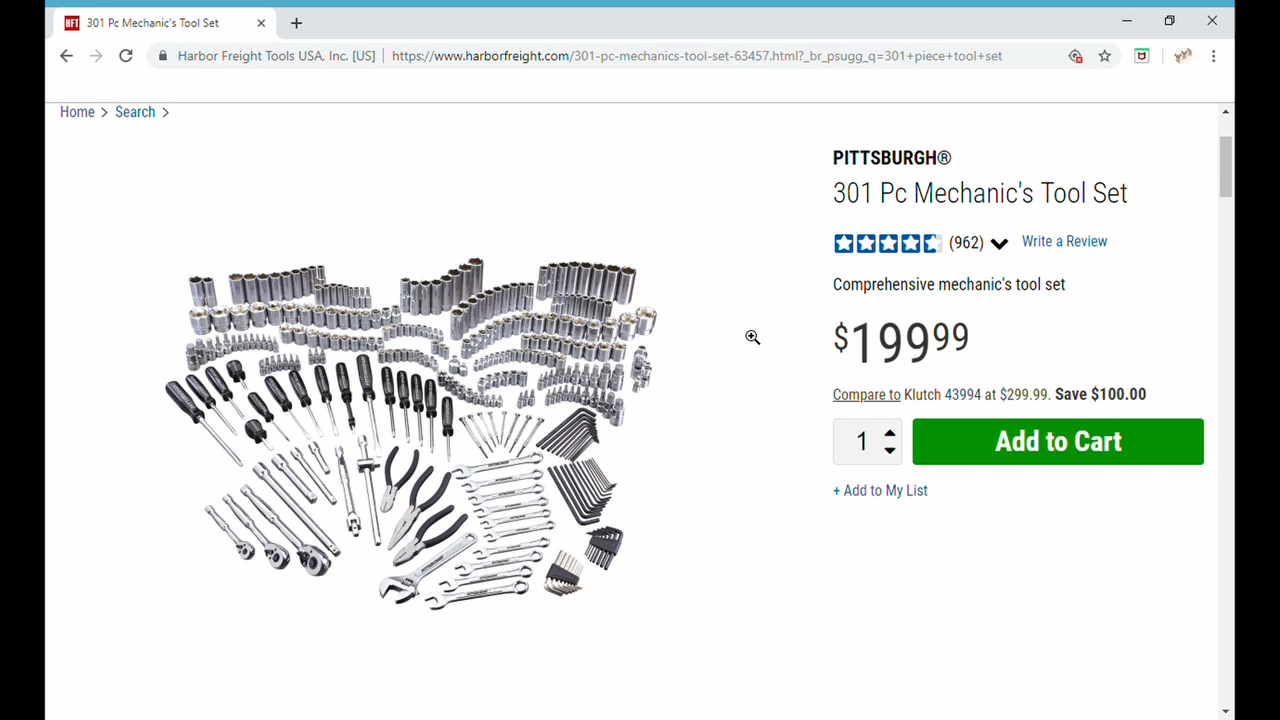 HFT 301 Pc Mechanic's Tool Set
Harbor Freight Tools USA, Inc. [US] | https://www.harborfreight.com/301-pc-mechanics-tool-set-63457.html?_br_psugg_q=301+piece+tool+set
Home > Search >
PITTSBURGH®
301 Pc Mechanic's Tool Set
(962) Write a Review
Comprehensive mechanic's tool set
$199 99
Compare to Klutch 43994 at $299.99. Save $100.00
1 Add to Cart
+ Add to My List